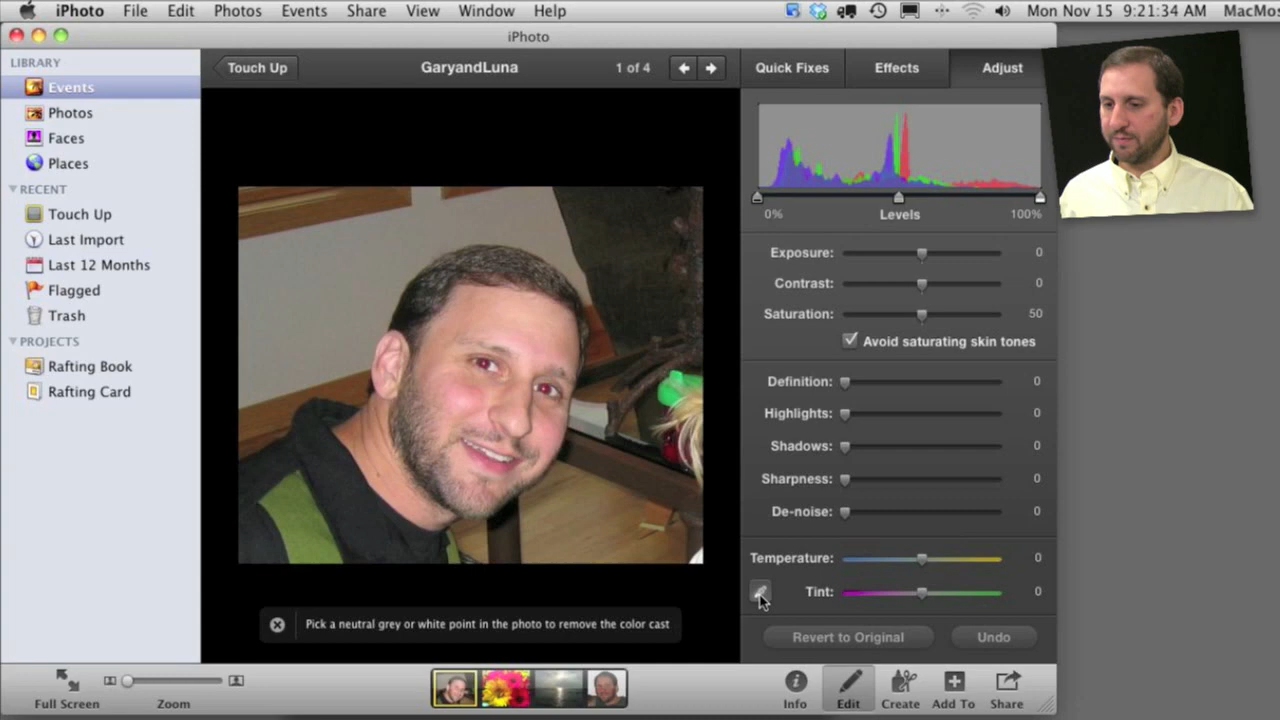 iPhoto File Edit Photos Events Share View Window Help Mon Nov 15 9:21:34 AM
iPhoto
LIBRARY
Events
Photos
Faces
Places
RECENT
Touch Up
Last Import
Last 12 Months
Flagged
Trash
PROJECTS
Rafting Book
Rafting Card
Touch Up GaryandLuna 1 of 4
Pick a neutral grey or white point in the photo to remove the color cast
Quick Fixes Effects Adjust
0% Levels 100%
Exposure: 0
Contrast: 0
Saturation: 50
Avoid saturating skin tones
Definition: 0
Highlights: 0
Shadows: 0
Sharpness: 0
De-noise: 0
Temperature: 0
Tint: 0
Revert to Original Undo
Full Screen Zoom Info Edit Create Add To Share